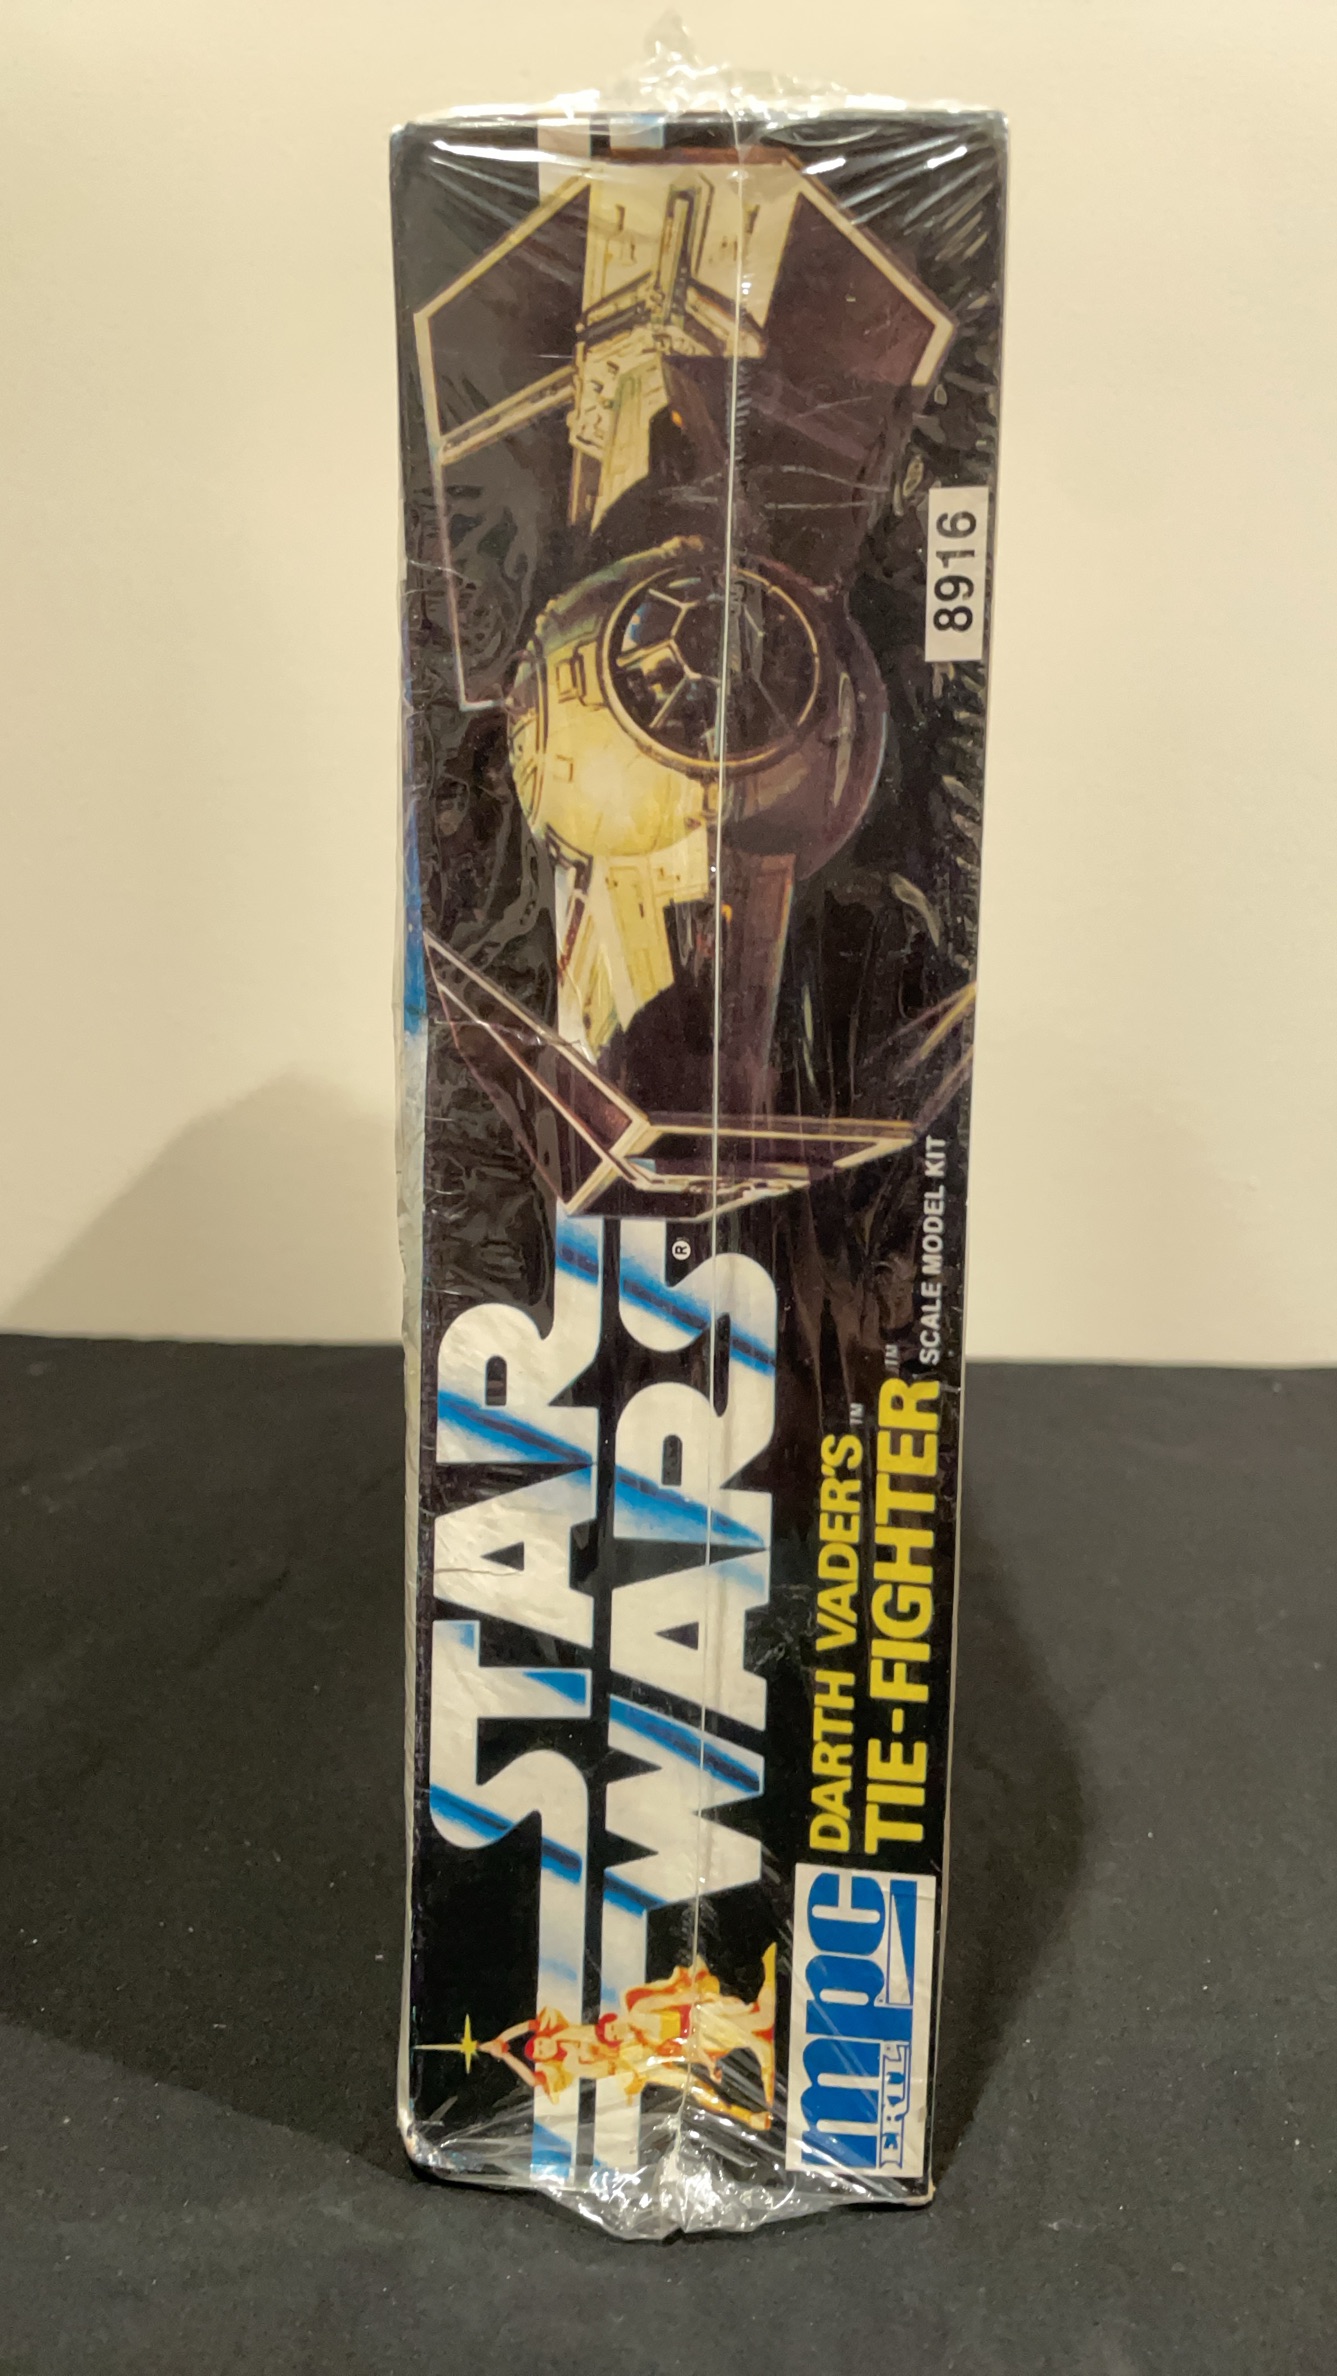 STAR
WARS®
DARTH VADER'S™
TIE-FIGHTER™
SCALE MODEL KIT
mpc
ERTL
8916